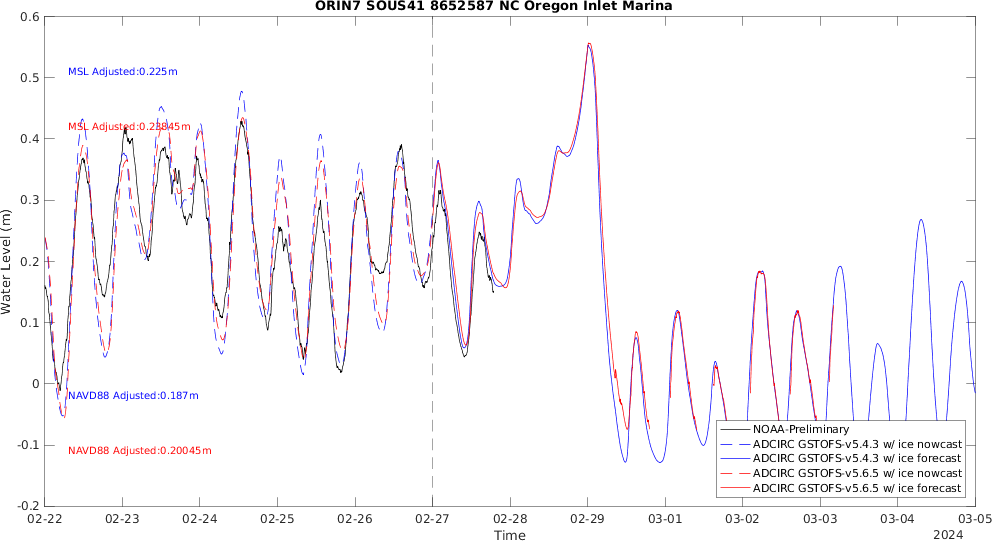 ORIN7 SOUS41 8652587 NC Oregon Inlet Marina
0.6
0.5
0.4
0.3
0.2
0.1
0
-0.1
-0.2
Water Level (m)
MSL Adjusted:0.225m
MSL Adjusted:0.23845m
NAVD88 Adjusted:0.187m
NAVD88 Adjusted:0.20045m
NOAA-Preliminary
ADCIRC GSTOFS-v5.4.3 w/ ice nowcast
ADCIRC GSTOFS-v5.4.3 w/ ice forecast
ADCIRC GSTOFS-v5.6.5 w/ ice nowcast
ADCIRC GSTOFS-v5.6.5 w/ ice forecast
02-22 02-23 02-24 02-25 02-26 02-27 02-28 02-29 03-01 03-02 03-03 03-04 03-05
Time
2024